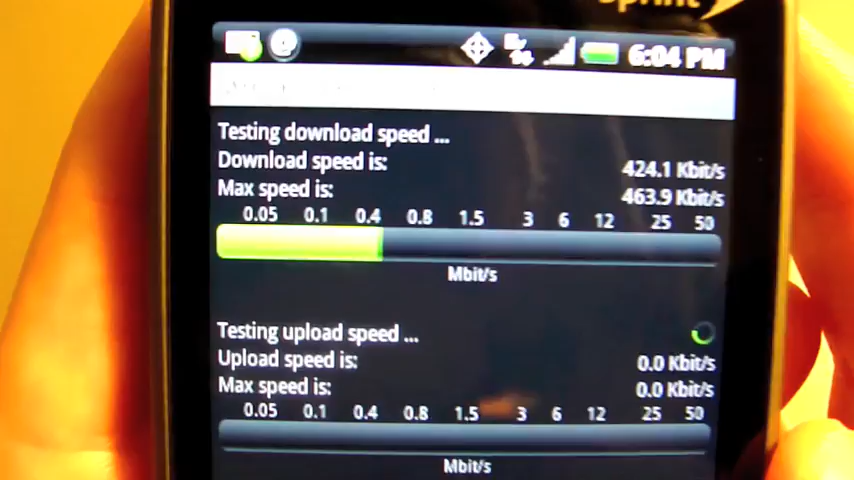 Sprint
6:04 PM
Testing download speed ...
Download speed is: 424.1 Kbit/s
Max speed is: 463.9 Kbit/s
0.05 0.1 0.4 0.8 1.5 3 6 12 25 50
Mbit/s
Testing upload speed ...
Upload speed is: 0.0 Kbit/s
Max speed is: 0.0 Kbit/s
0.05 0.1 0.4 0.8 1.5 3 6 12 25 50
Mbit/s